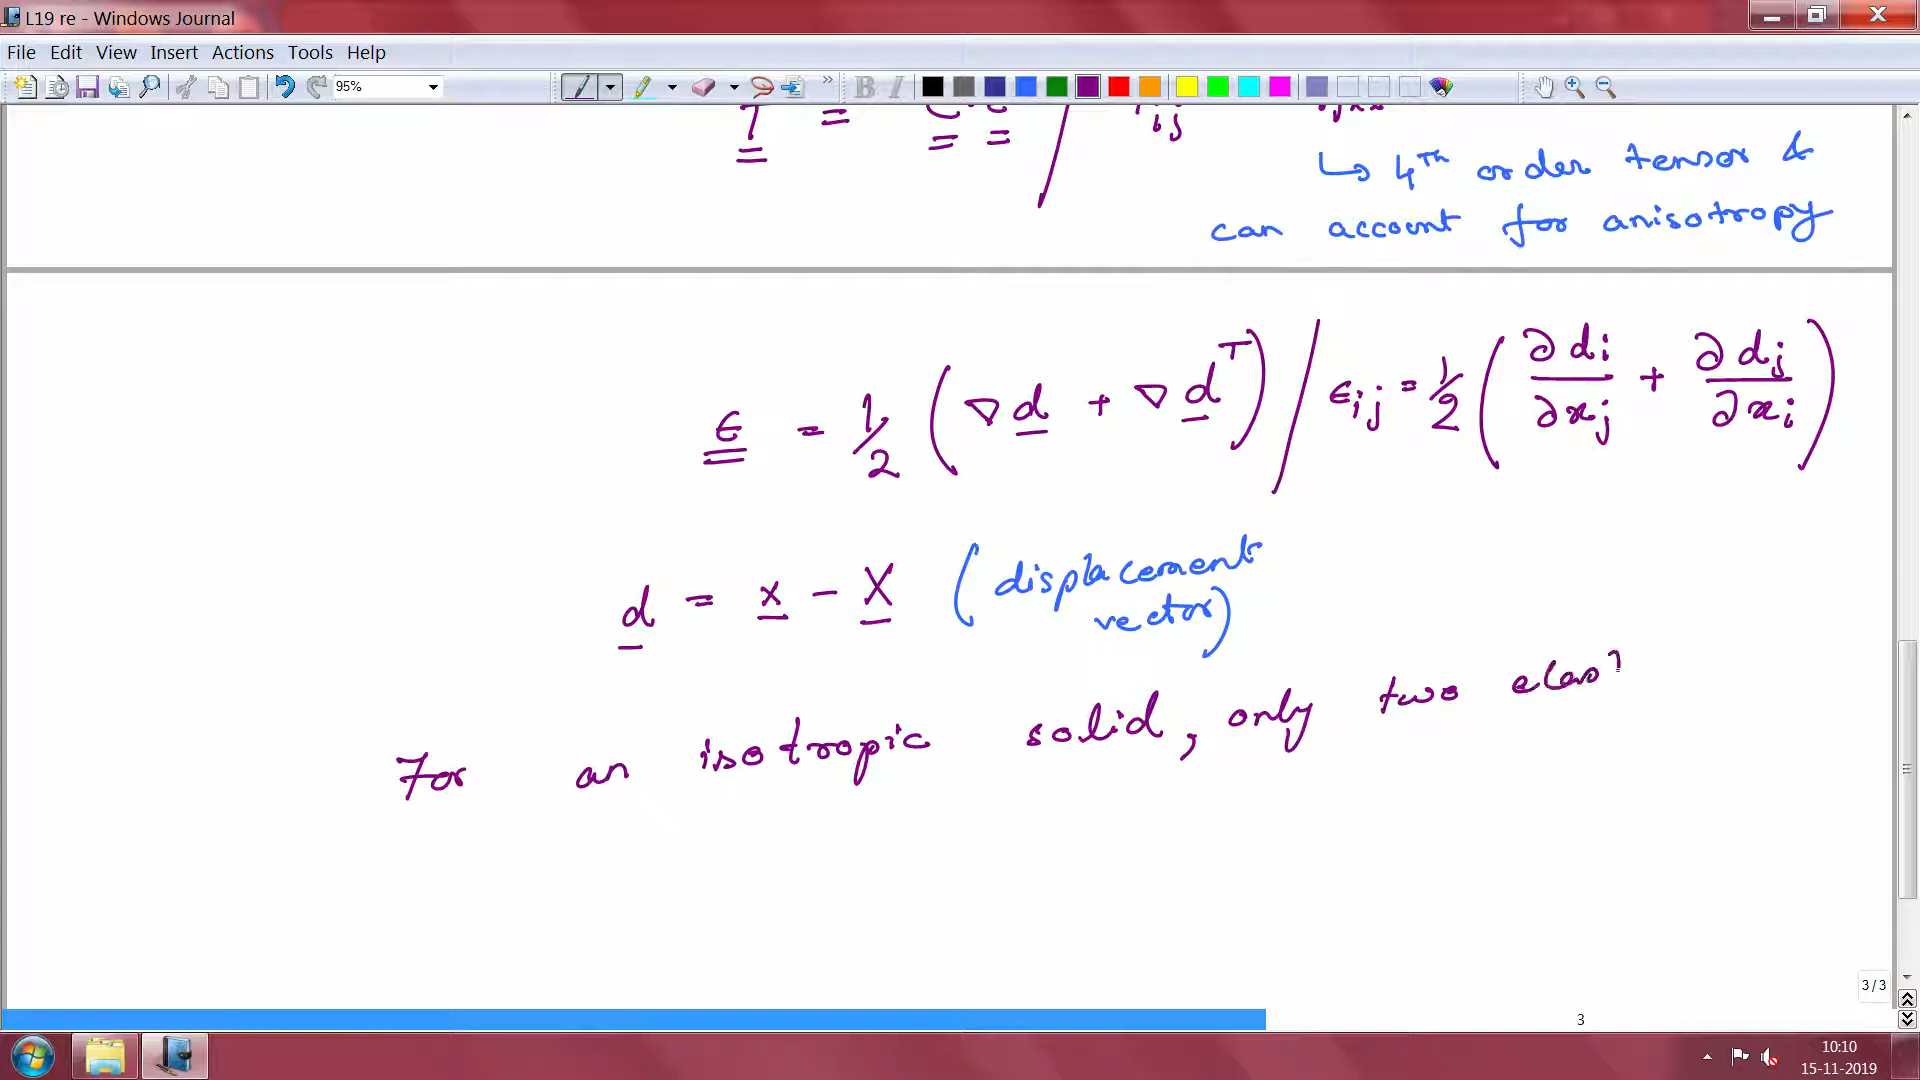 L19 re - Windows Journal
File Edit View Insert Actions Tools Help
95%
↳ 4Th order tensor &
can account for anisotropy
ϵ = 1/2 (∇d + ∇d^T) / ϵij = 1/2 (∂di/∂xj + ∂dj/∂xi)
d = x - X (displacement
vector)
For an isotropic solid, only two elas
3 / 3
3
10:10
15-11-2019